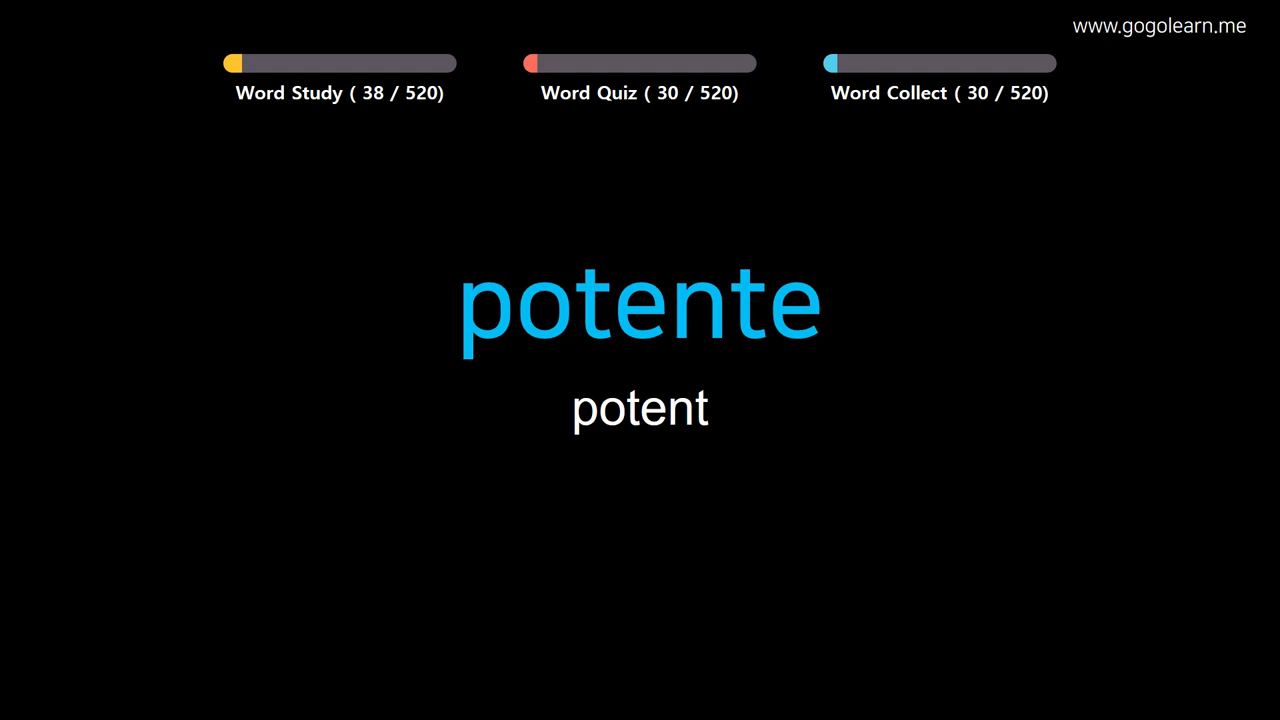 www.gogolearn.me
Word Study ( 38 / 520)
Word Quiz ( 30 / 520)
Word Collect ( 30 / 520)
potente
potent